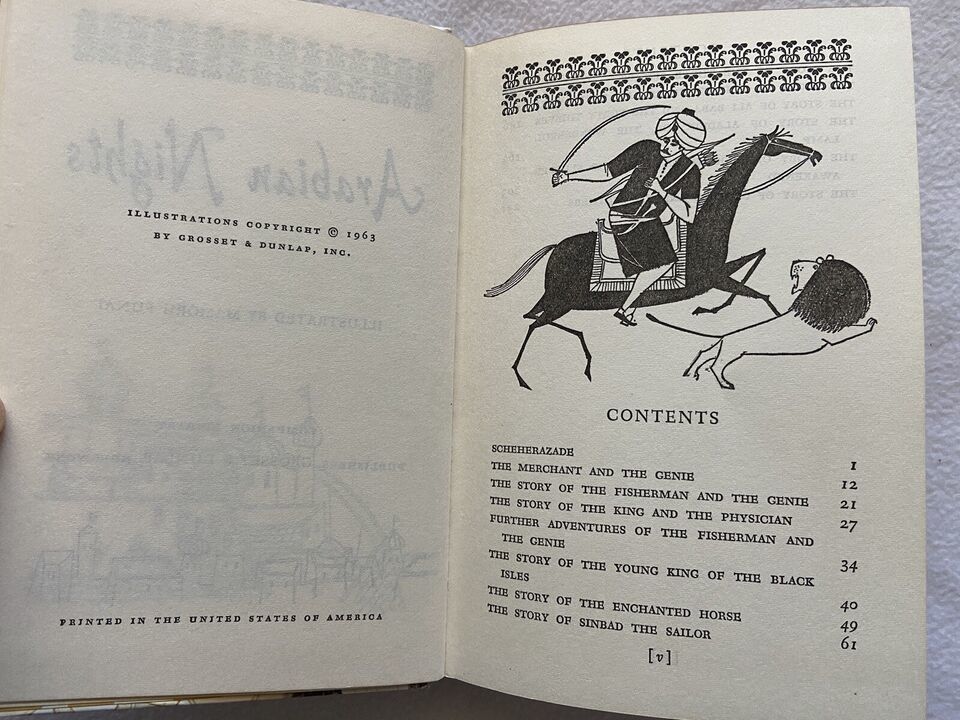 ILLUSTRATIONS COPYRIGHT © 1963
BY GROSSET & DUNLAP, INC.
PRINTED IN THE UNITED STATES OF AMERICA
CONTENTS
SCHEHERAZADE 1
THE MERCHANT AND THE GENIE 12
THE STORY OF THE FISHERMAN AND THE GENIE 21
THE STORY OF THE KING AND THE PHYSICIAN 27
FURTHER ADVENTURES OF THE FISHERMAN AND
THE GENIE 34
THE STORY OF THE YOUNG KING OF THE BLACK
ISLES 40
THE STORY OF THE ENCHANTED HORSE 49
THE STORY OF SINBAD THE SAILOR 61
[v]
Arabian Nights